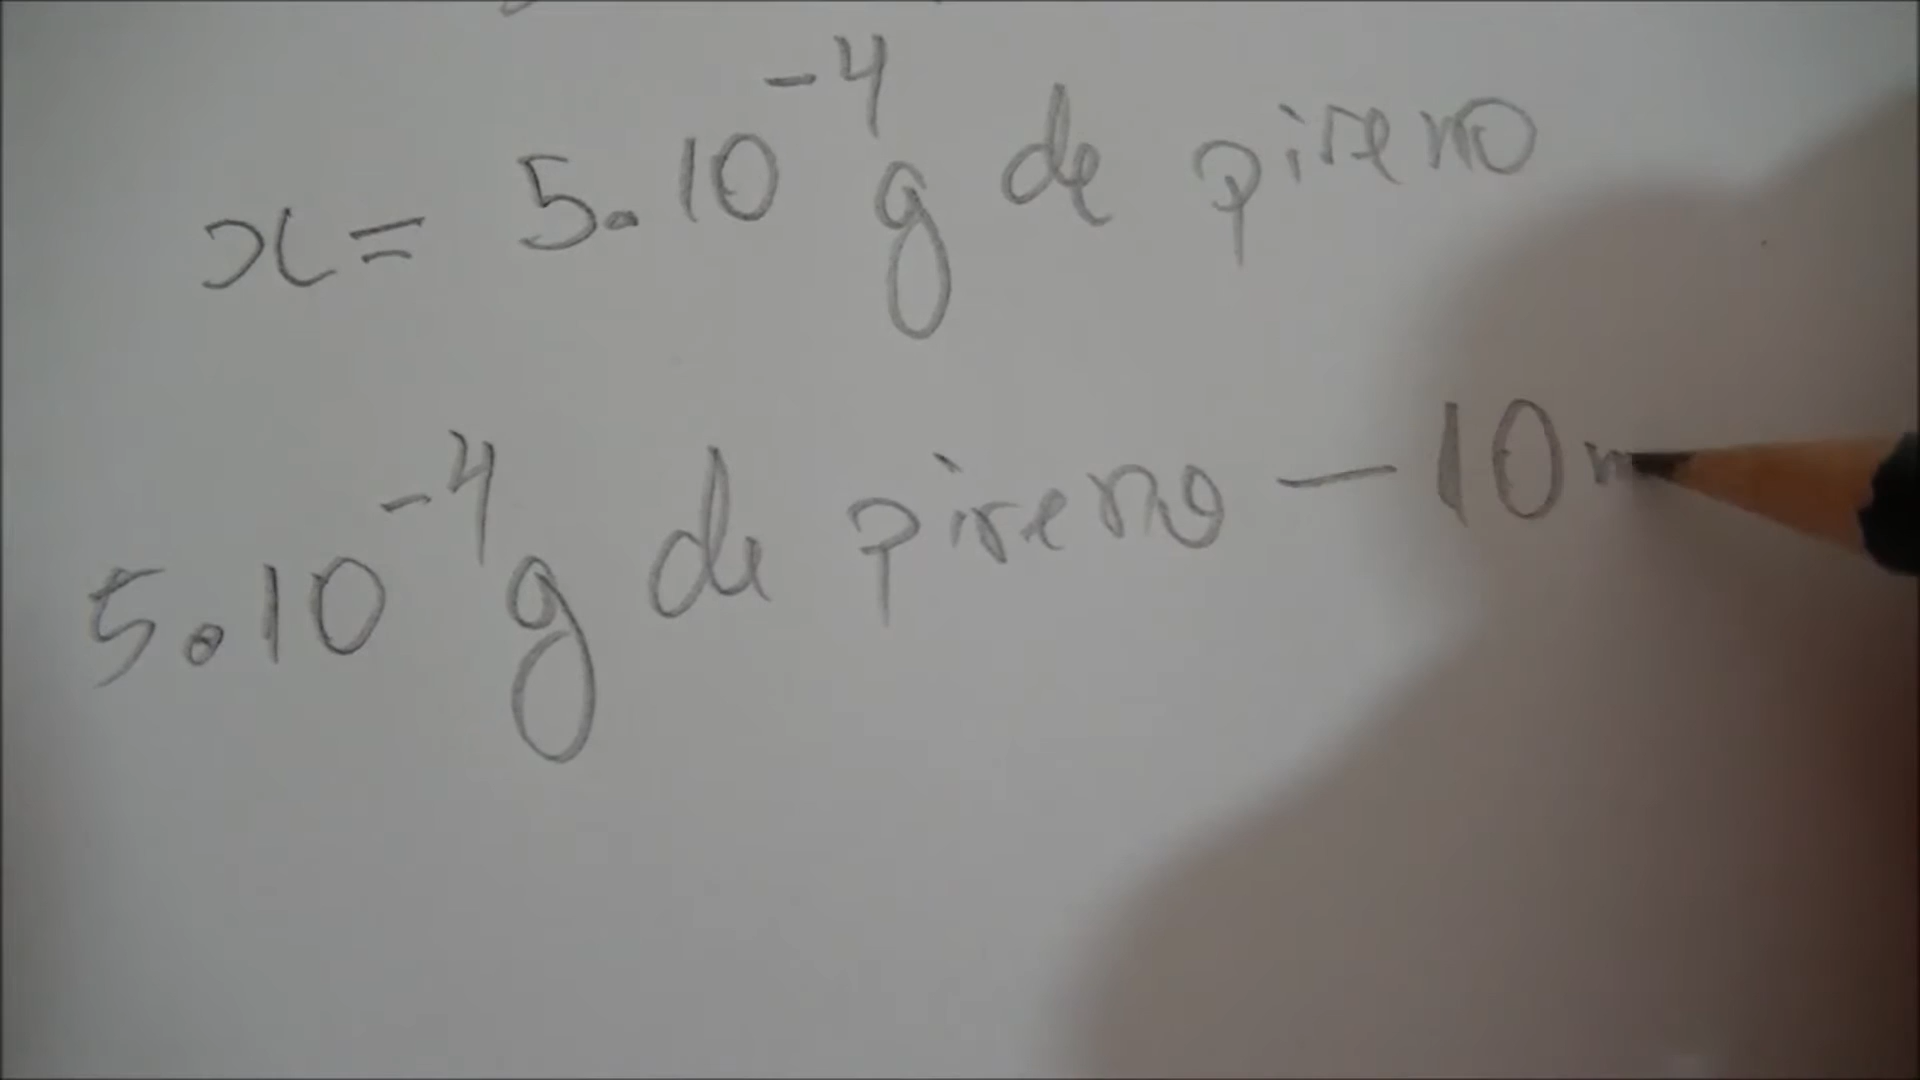 x = 5.10⁻⁴ g de pireno
5.10⁻⁴ g de pireno — 10 m